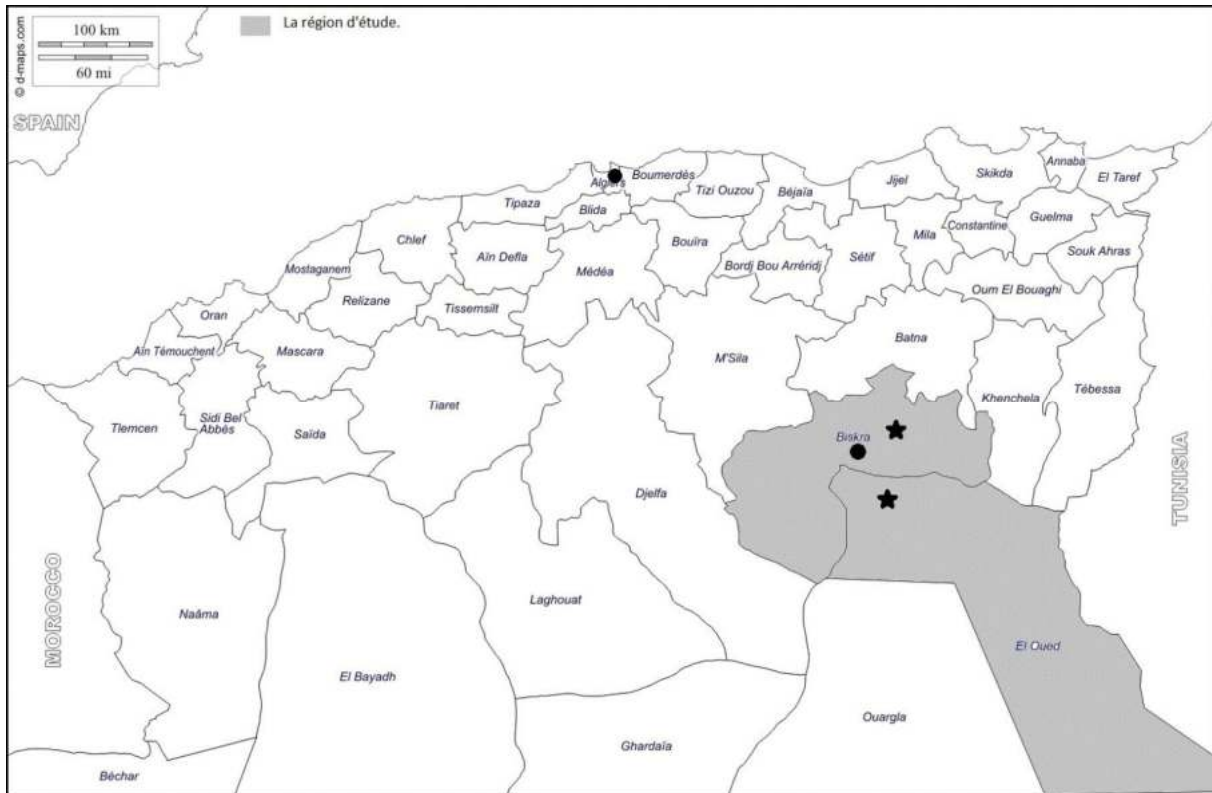 100 km
60 mi
© d-maps.com
La région d'étude.
SPAIN
Algiers
Boumerdès
Tizi Ouzou
Béjaïa
Jijel
Skikda
Annaba
El Taref
Tipaza
Blida
Chlef
Aïn Defla
Médéa
Bouïra
Bordj Bou Arréridj
Sétif
Mila
Constantine
Guelma
Souk Ahras
Mostaganem
Relizane
Tissemsilt
Oum El Bouaghi
Oran
Aïn Témouchent
Mascara
M'Sila
Batna
Tlemcen
Sidi Bel
Abbés
Saïda
Tiaret
Khenchela
Tébessa
Biskra
Djelfa
TUNISIA
MOROCCO
Naâma
Laghouat
El Oued
El Bayadh
Ouargla
Ghardaïa
Béchar